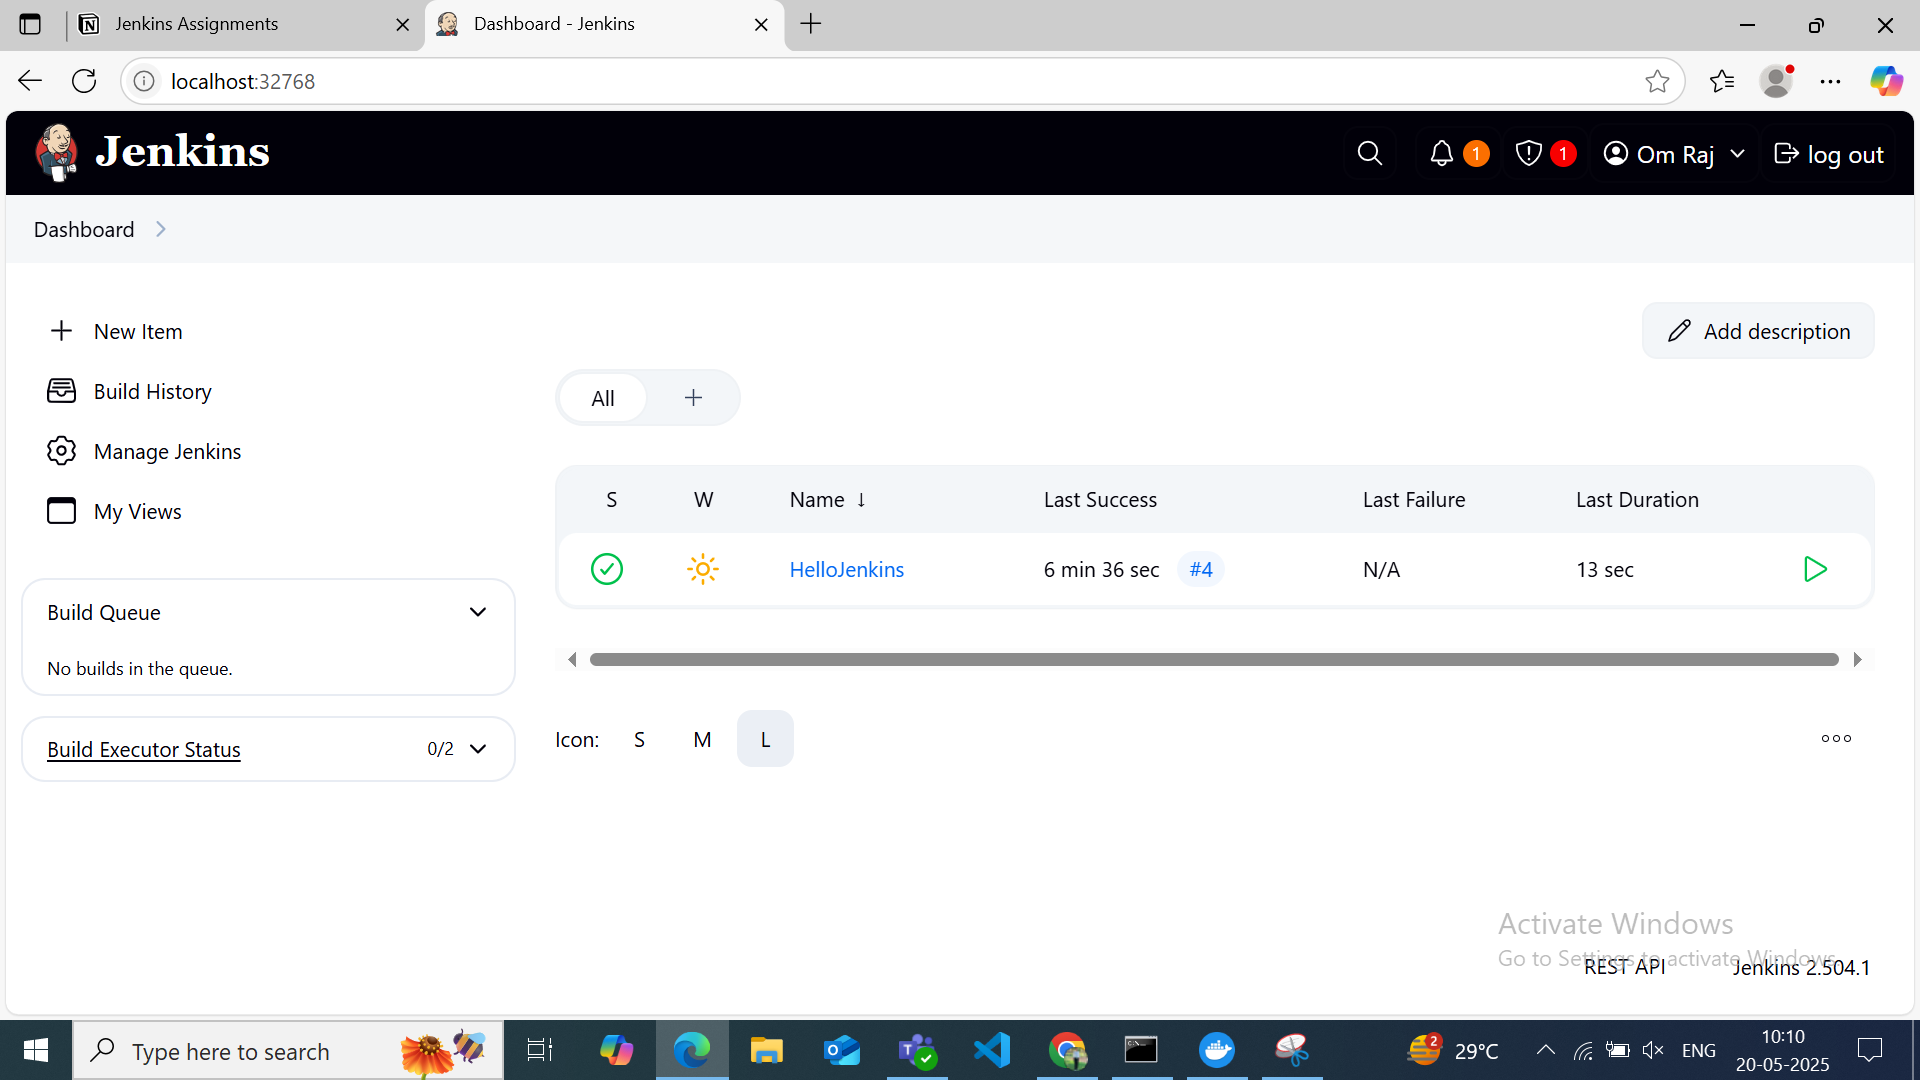 Jenkins Assignments
Dashboard - Jenkins
localhost:32768
Jenkins
1
1
Om Raj
log out
Dashboard
New Item
Build History
Manage Jenkins
My Views
Build Queue
No builds in the queue.
Build Executor Status
0/2
Add description
All
S W Name ↓ Last Success Last Failure Last Duration
HelloJenkins 6 min 36 sec #4 N/A 13 sec
Icon: S M L
Activate Windows
Go to Settings to activate Windows.
REST API
Jenkins 2.504.1
Type here to search
2
29°C
ENG
10:10
20-05-2025